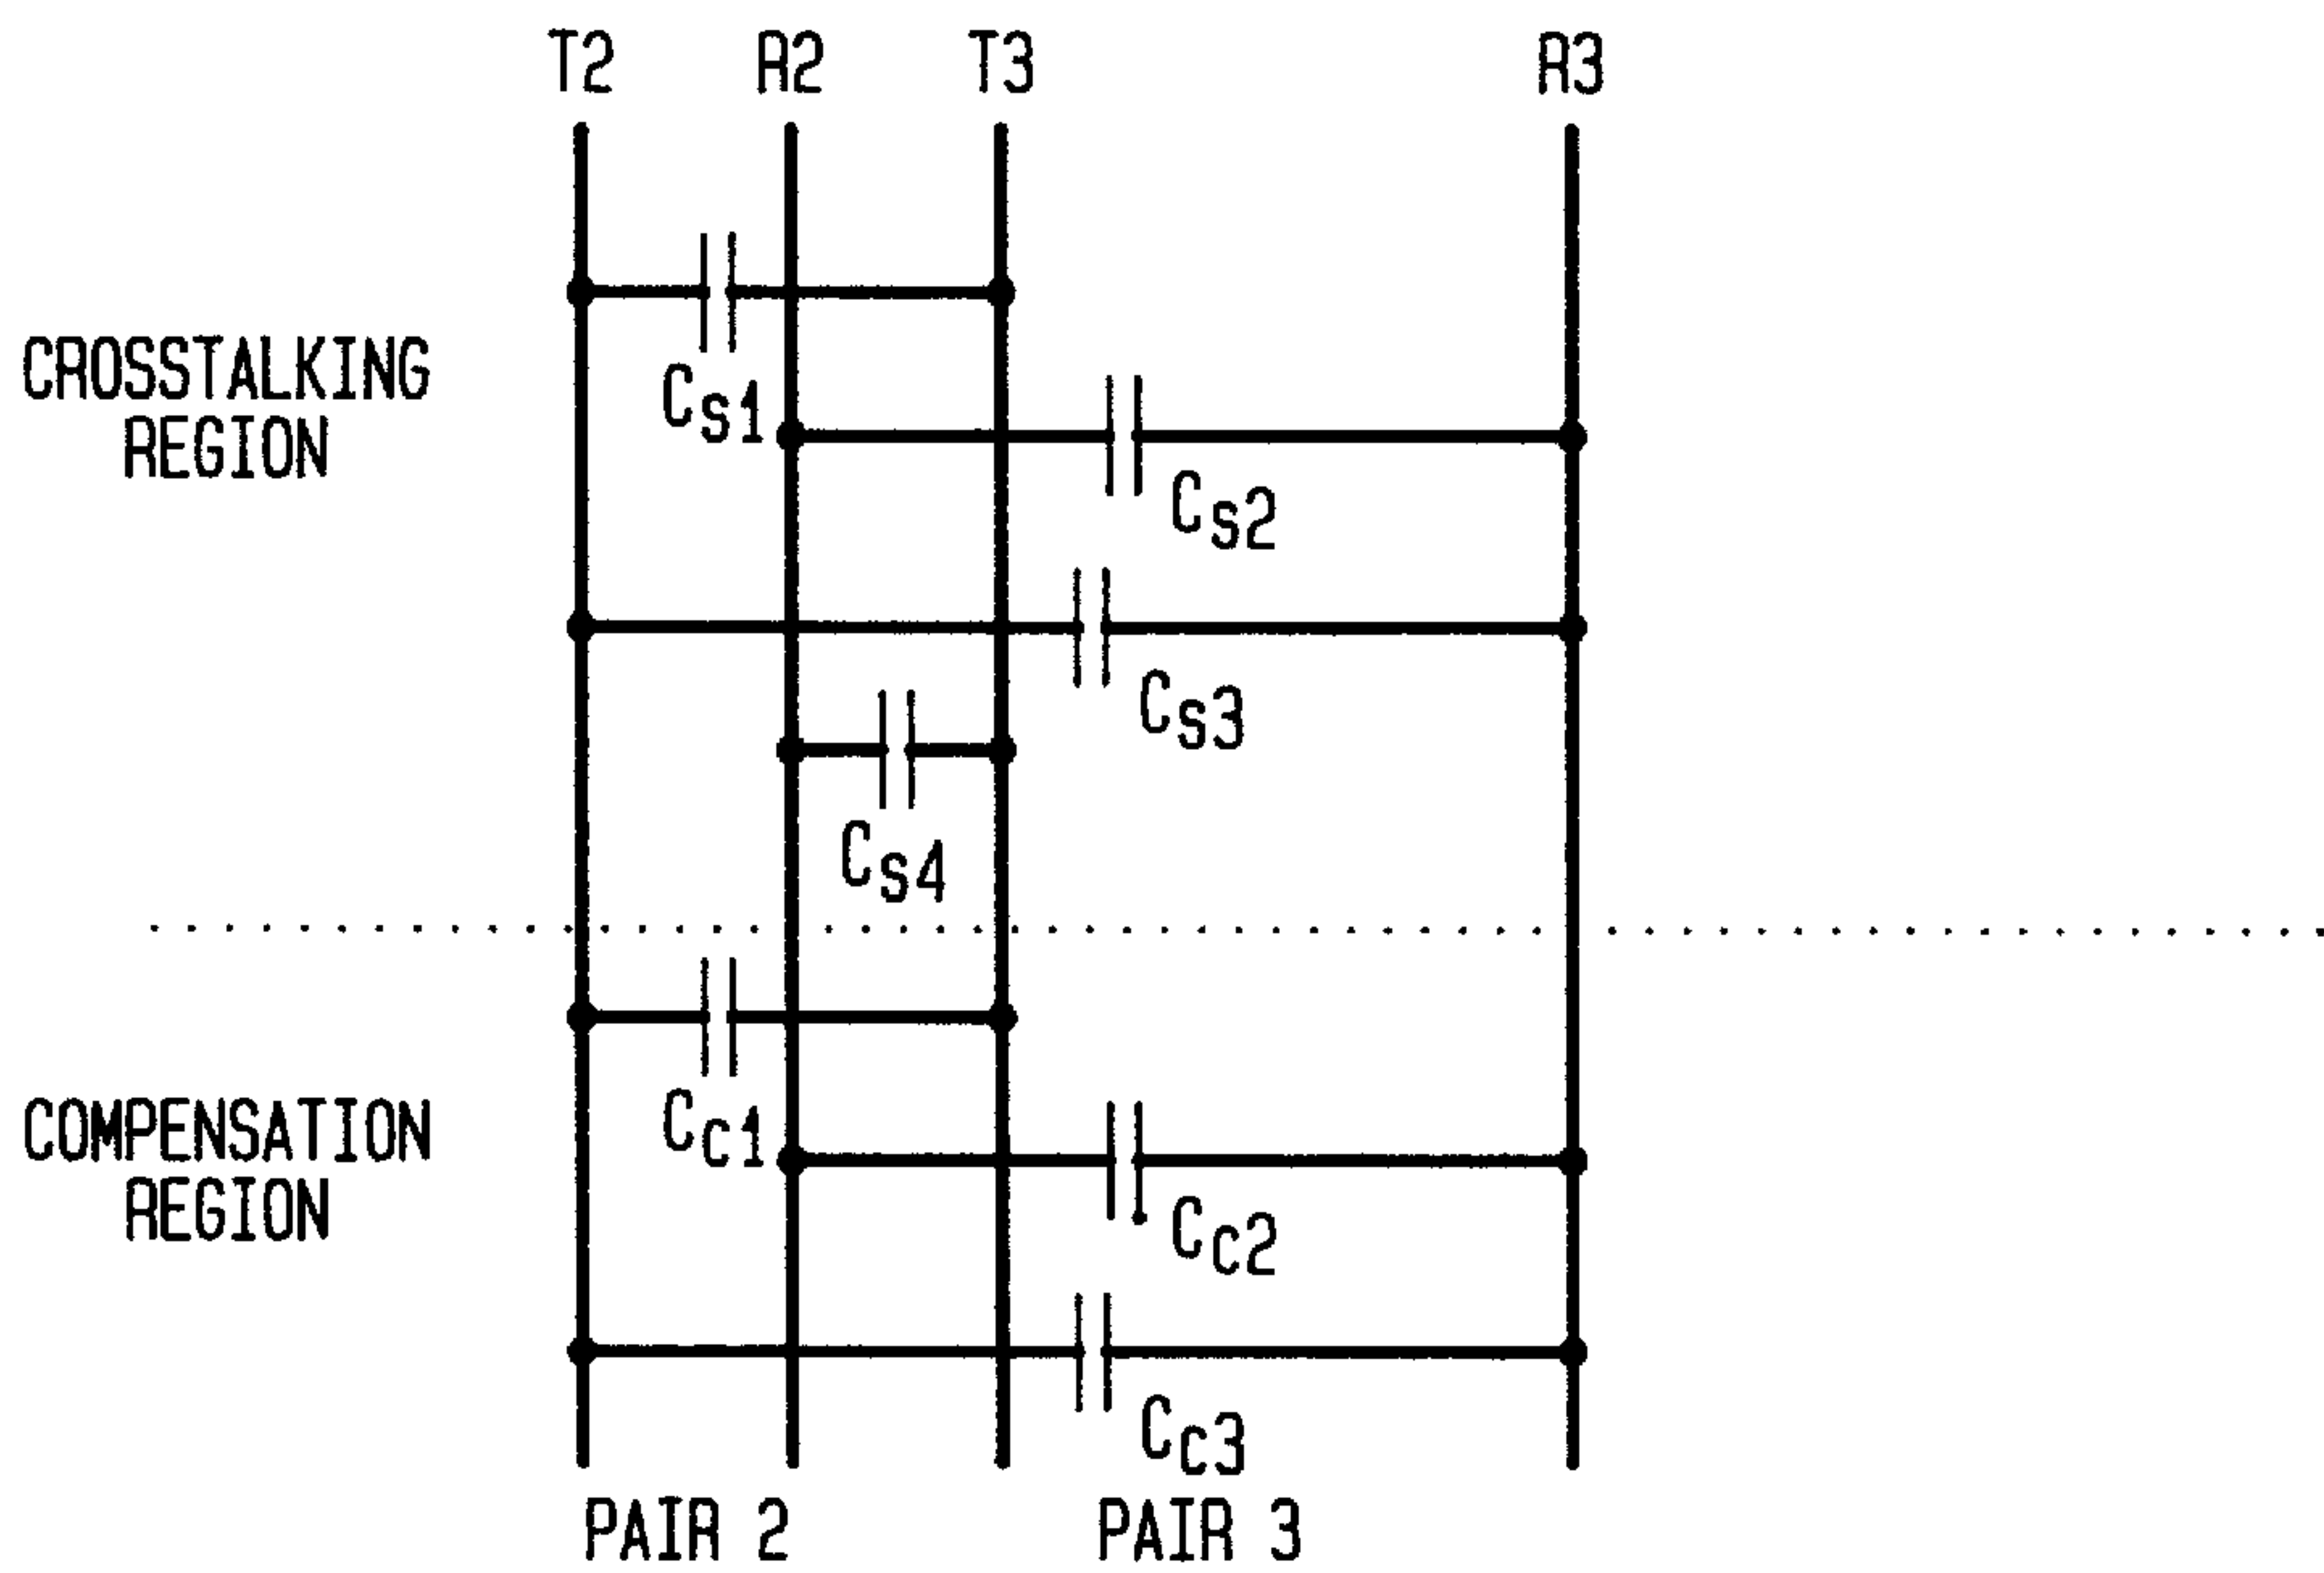 T2 R2 T3 R3
CROSSTALKING
REGION
Cs1
Cs2
Cs3
Cs4
COMPENSATION
REGION
Cc1
Cc2
Cc3
PAIR 2 PAIR 3